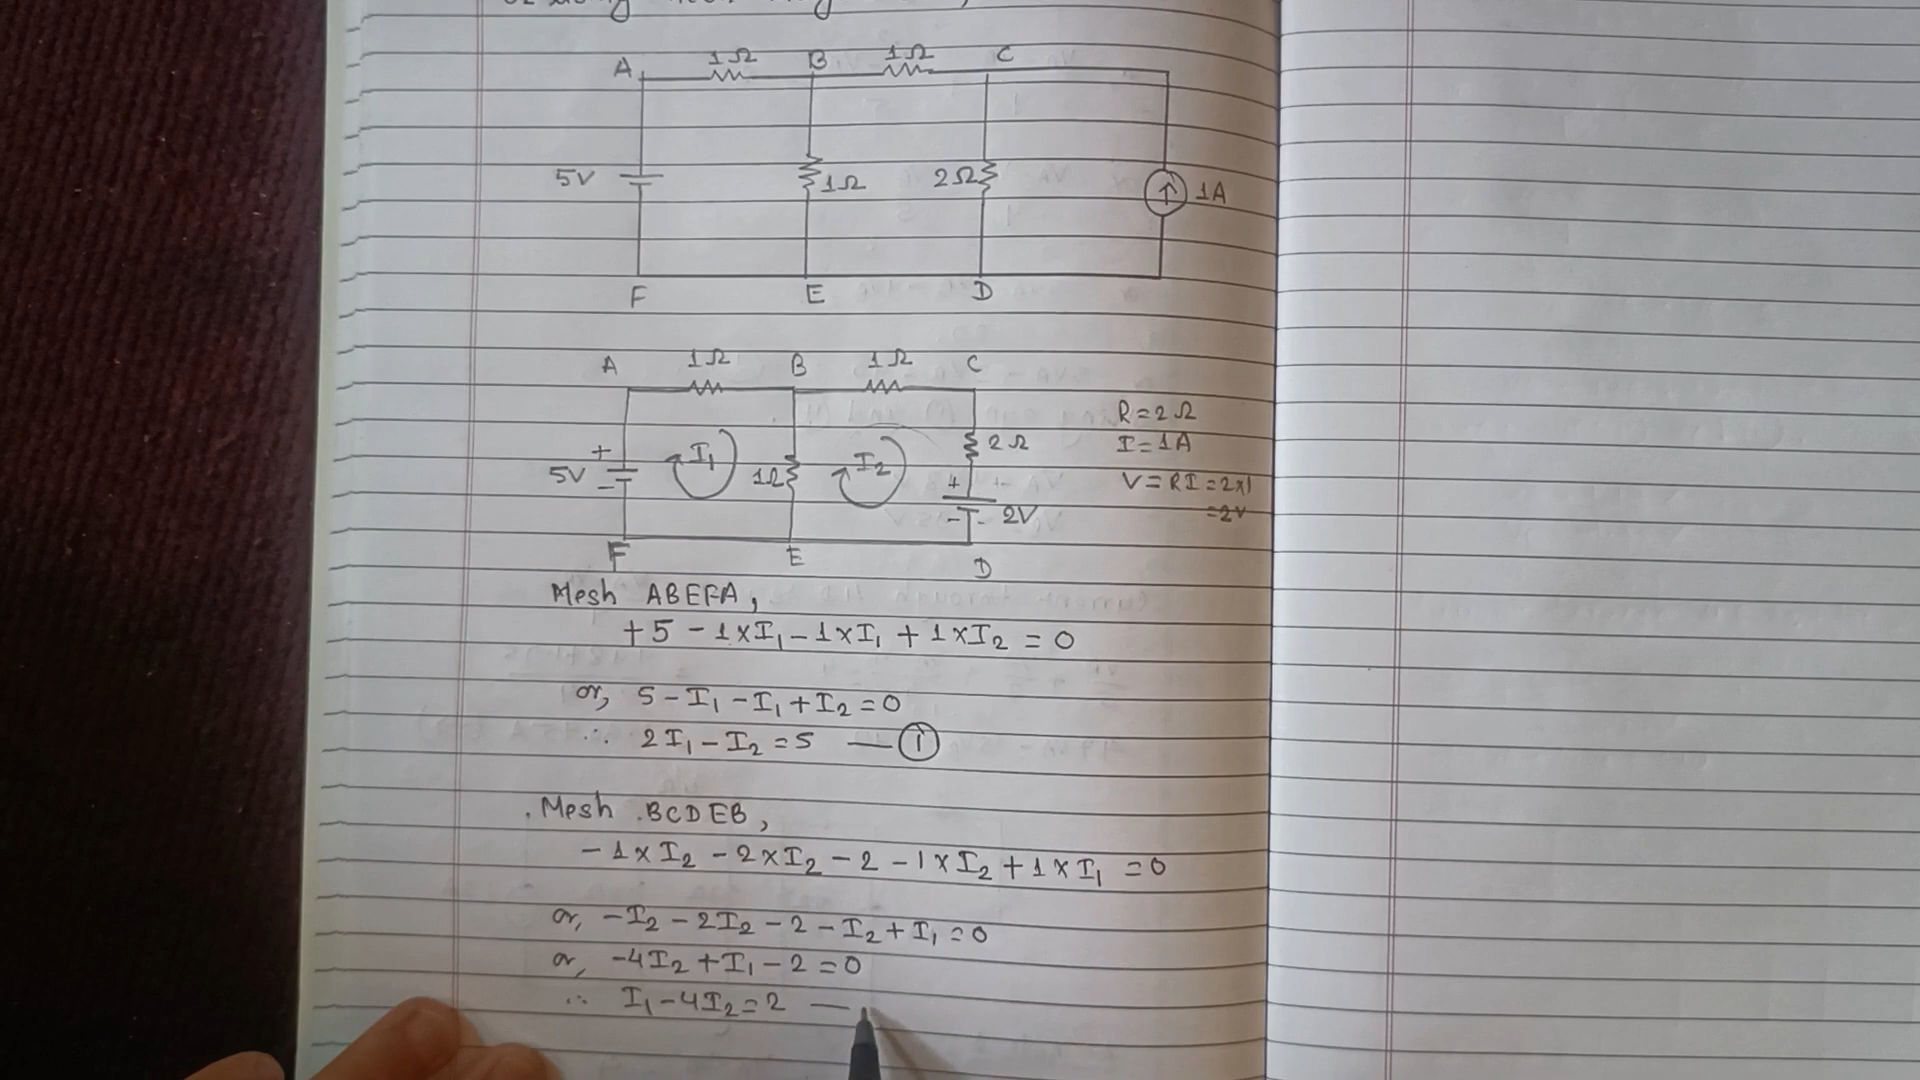 A 1Ω B 1Ω C
5V 1Ω 2Ω 1A
F E D
A 1Ω B 1Ω C
R=2Ω
+ I₁ I₂ 2Ω I=1A
5V 1Ω + V=RI=2×1
- - 2V =2V
F E D
Mesh ABEFA,
+5 - 1×I₁ - 1×I₁ + 1×I₂ = 0
or, 5 - I₁ - I₁ + I₂ = 0
∴ 2I₁ - I₂ = 5 — (i)
Mesh BCDEB,
-1×I₂ - 2×I₂ - 2 - 1×I₂ + 1×I₁ = 0
or, -I₂ - 2I₂ - 2 - I₂ + I₁ = 0
or, -4I₂ + I₁ - 2 = 0
∴ I₁ - 4I₂ = 2 —